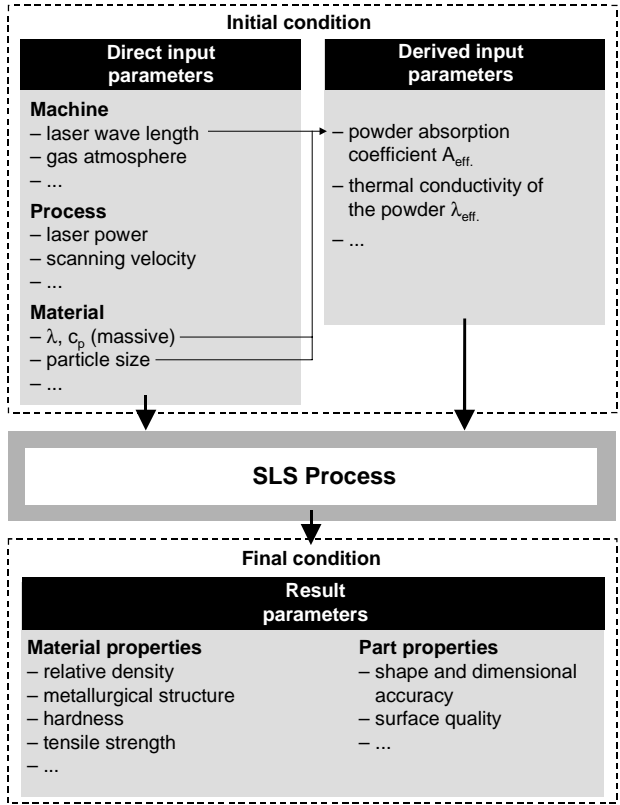 Initial condition
Direct input
parameters
Machine
– laser wave length
– gas atmosphere
– ...
Process
– laser power
– scanning velocity
– ...
Material
– λ, cp (massive)
– particle size
– ...
Derived input
parameters
– powder absorption
coefficient Aeff.
– thermal conductivity of
the powder λeff.
– ...
SLS Process
Final condition
Result
parameters
Material properties
– relative density
– metallurgical structure
– hardness
– tensile strength
– ...
Part properties
– shape and dimensional
accuracy
– surface quality
– ...